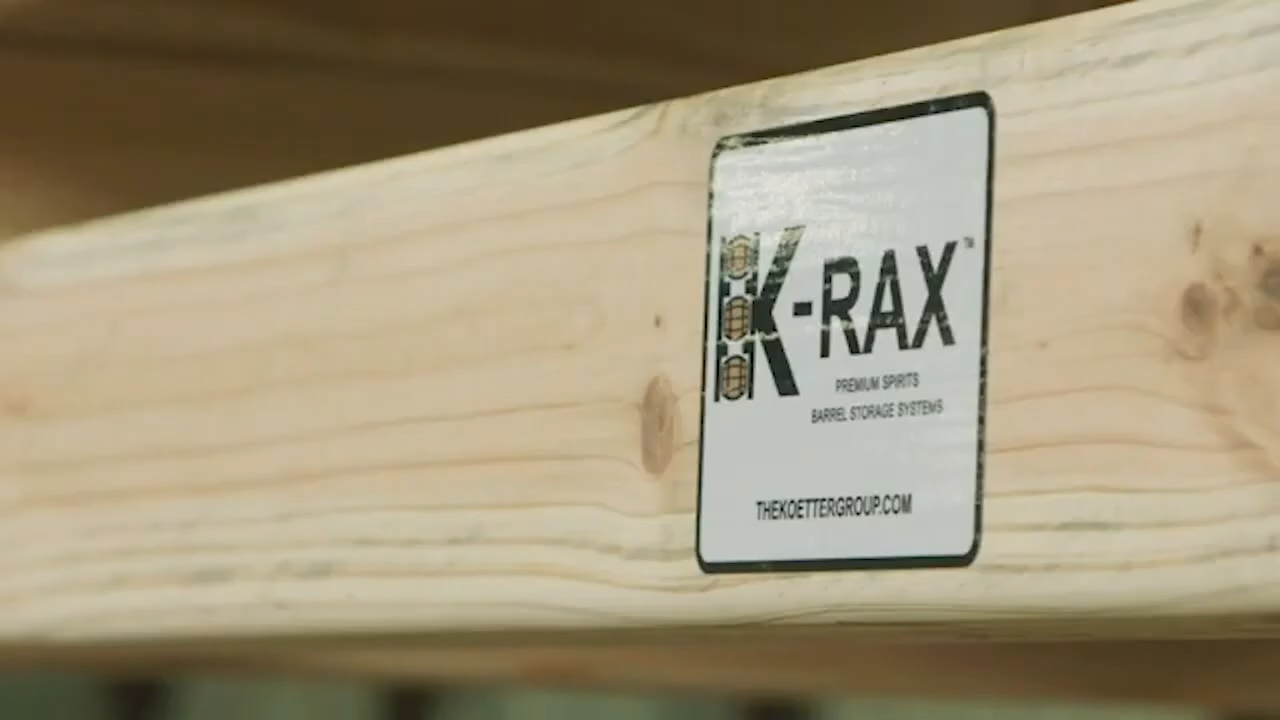 K-RAX™
PREMIUM SPIRITS
BARREL STORAGE SYSTEMS
THEKOETTERGROUP.COM